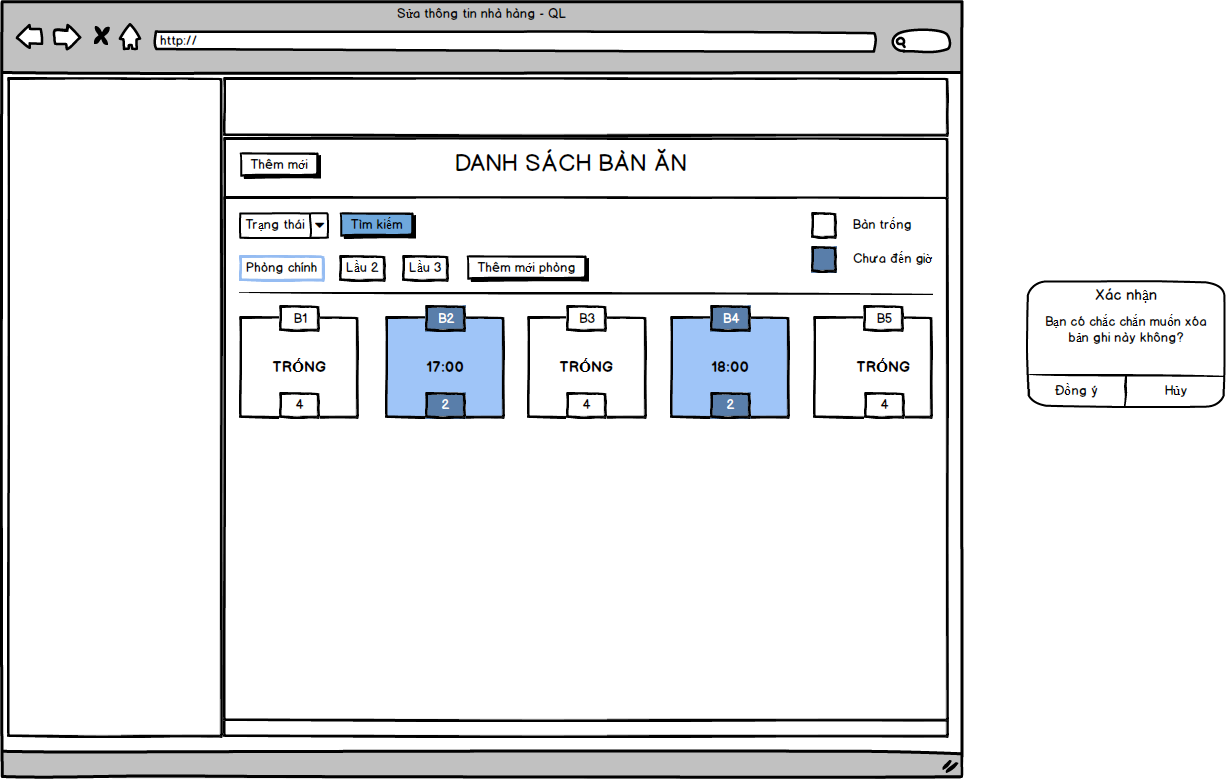 Sửa thông tin nhà hàng - QL
http://
Thêm mới
DANH SÁCH BÀN ĂN
Trạng thái
Tìm kiếm
Bàn trống
Chưa đến giờ
Phòng chính
Lầu 2
Lầu 3
Thêm mới phòng
B1
B2
B3
B4
B5
TRỐNG
17:00
TRỐNG
18:00
TRỐNG
4
2
4
2
4
Xác nhận
Bạn có chắc chắn muốn xóa
bản ghi này không?
Đồng ý
Hủy